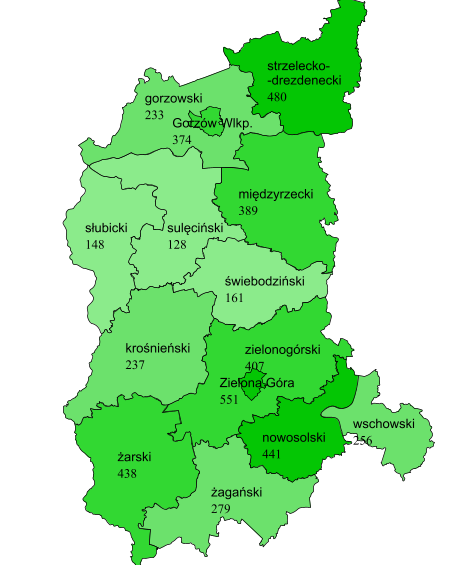 strzelecko-
-drezdenecki
480
gorzowski
233
Gorzów Wlkp.
374
międzyrzecki
389
słubicki
148
sulęciński
128
świebodziński
161
krośnieński
237
zielonogórski
407
Zielona Góra
551
wschowski
256
nowosolski
441
żarski
438
żagański
279